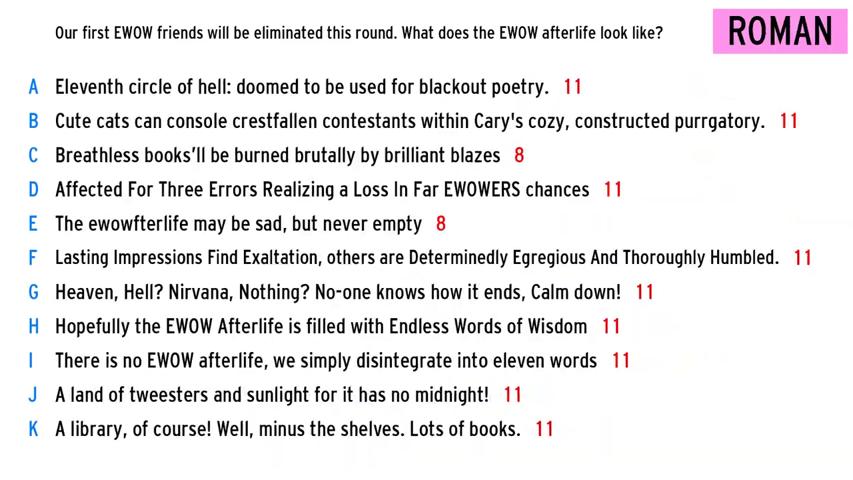 Our first EWOW friends will be eliminated this round. What does the EWOW afterlife look like?
ROMAN
A Eleventh circle of hell: doomed to be used for blackout poetry. 11
B Cute cats can console crestfallen contestants within Cary's cozy, constructed purrgatory. 11
C Breathless books'll be burned brutally by brilliant blazes 8
D Affected For Three Errors Realizing a Loss In Far EWOWERS chances 11
E The ewowfterlife may be sad, but never empty 8
F Lasting Impressions Find Exaltation, others are Determinedly Egregious And Thoroughly Humbled. 11
G Heaven, Hell? Nirvana, Nothing? No-one knows how it ends, Calm down! 11
H Hopefully the EWOW Afterlife is filled with Endless Words of Wisdom 11
I There is no EWOW afterlife, we simply disintegrate into eleven words 11
J A land of tweesters and sunlight for it has no midnight! 11
K A library, of course! Well, minus the shelves. Lots of books. 11